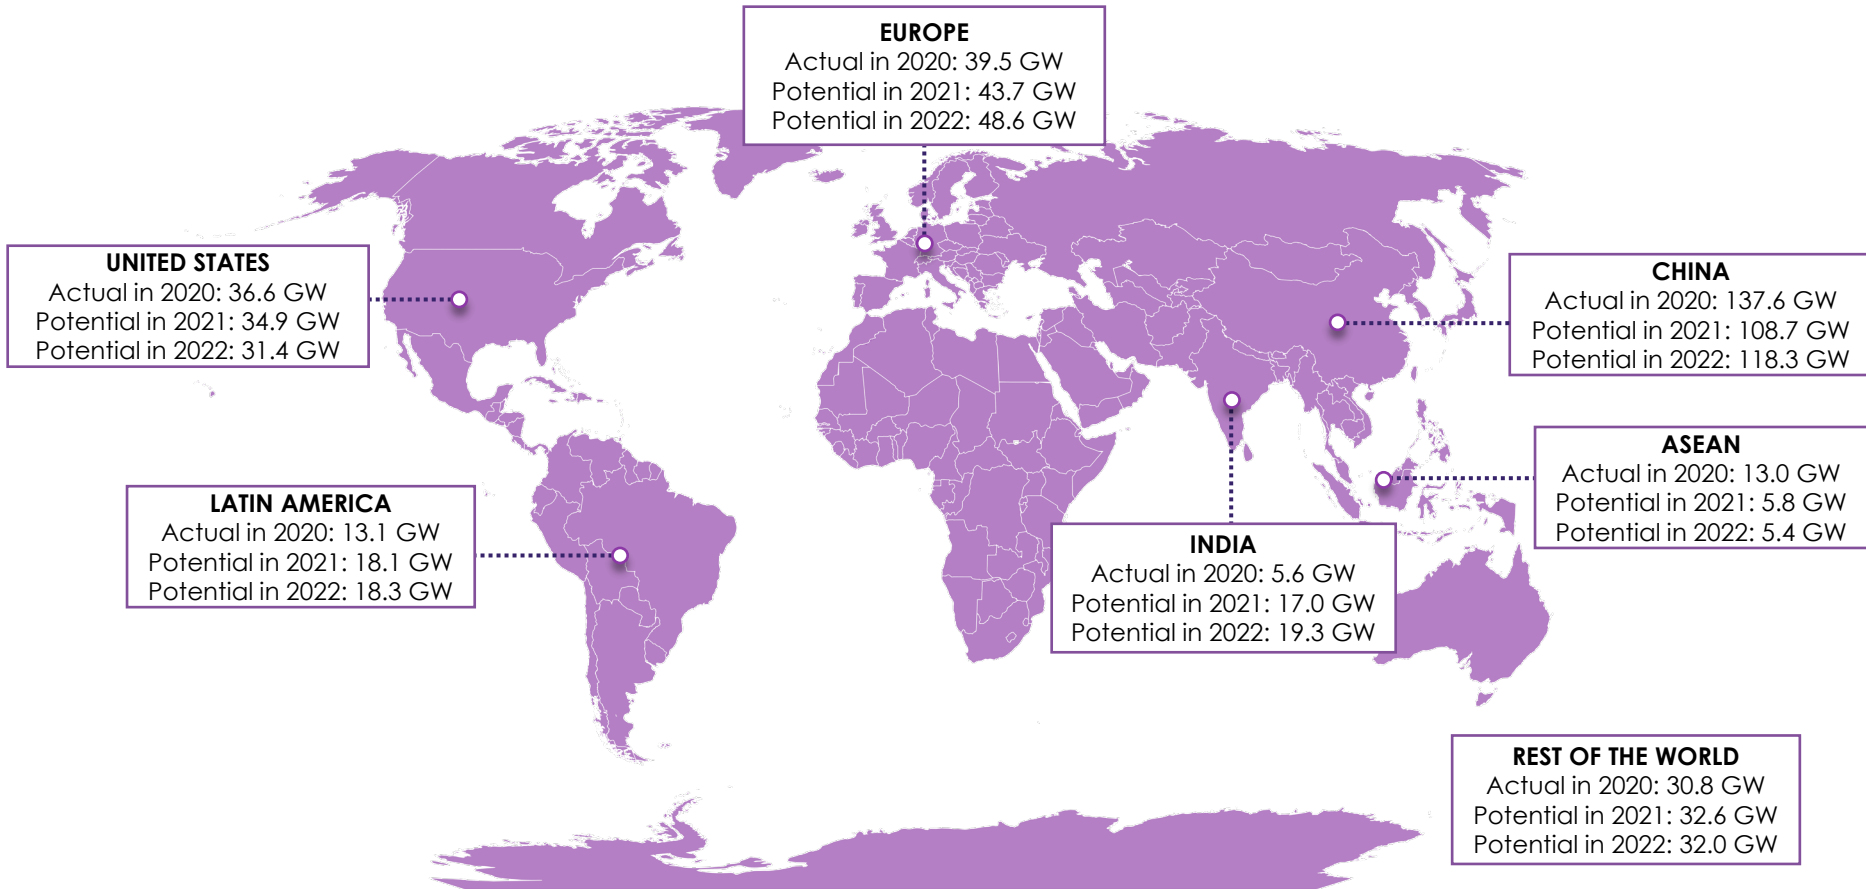 EUROPE
Actual in 2020: 39.5 GW
Potential in 2021: 43.7 GW
Potential in 2022: 48.6 GW
UNITED STATES
Actual in 2020: 36.6 GW
Potential in 2021: 34.9 GW
Potential in 2022: 31.4 GW
CHINA
Actual in 2020: 137.6 GW
Potential in 2021: 108.7 GW
Potential in 2022: 118.3 GW
ASEAN
Actual in 2020: 13.0 GW
Potential in 2021: 5.8 GW
Potential in 2022: 5.4 GW
LATIN AMERICA
Actual in 2020: 13.1 GW
Potential in 2021: 18.1 GW
Potential in 2022: 18.3 GW
INDIA
Actual in 2020: 5.6 GW
Potential in 2021: 17.0 GW
Potential in 2022: 19.3 GW
REST OF THE WORLD
Actual in 2020: 30.8 GW
Potential in 2021: 32.6 GW
Potential in 2022: 32.0 GW